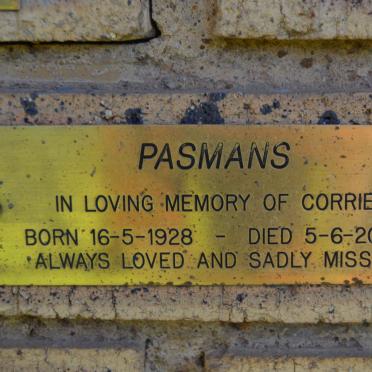 PASMANS
IN LOVING MEMORY OF CORRIE
BORN 16-5-1928 - DIED 5-6-20
ALWAYS LOVED AND SADLY MISS